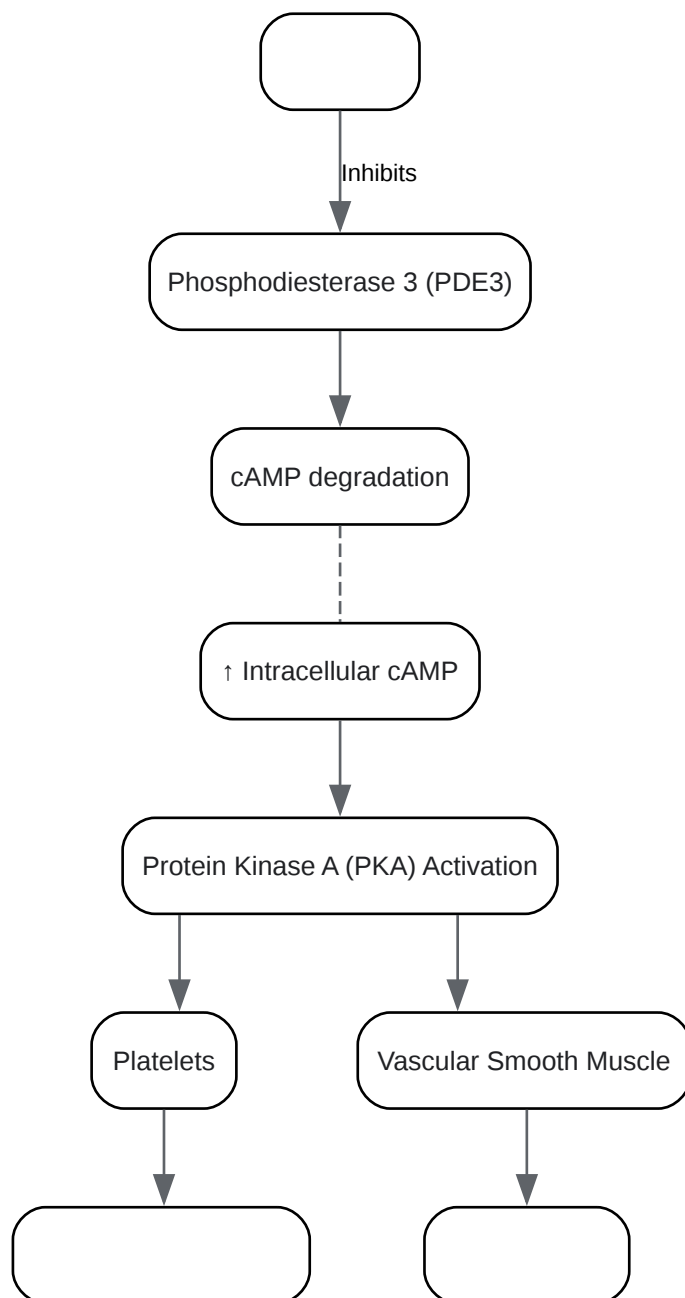 Inhibits
Phosphodiesterase 3 (PDE3)
cAMP degradation
↑ Intracellular cAMP
Protein Kinase A (PKA) Activation
Platelets
Vascular Smooth Muscle